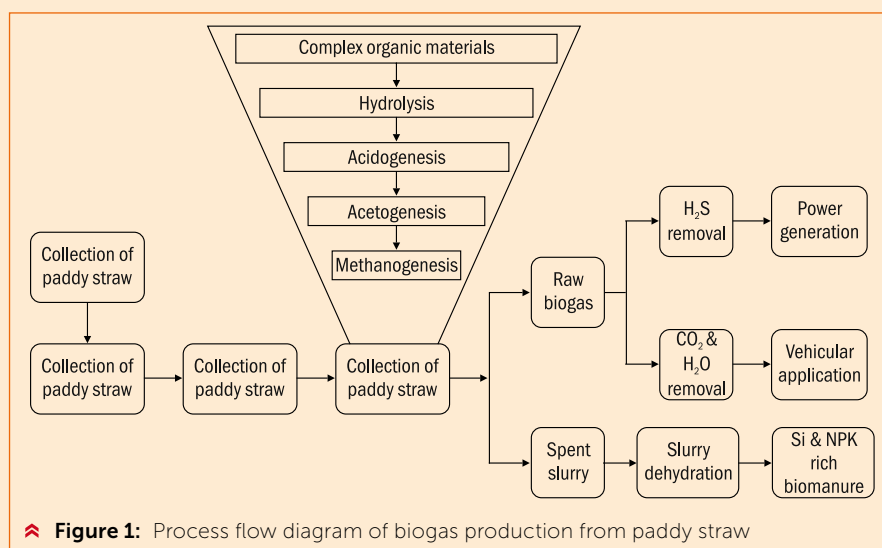 Complex organic materials
Hydrolysis
Acidogenesis
Acetogenesis
Methanogenesis
Collection of
paddy straw
Collection of
paddy straw
Collection of
paddy straw
Collection of
paddy straw
Raw
biogas
H₂S
removal
Power
generation
CO₂ &
H₂O
removal
Vehicular
application
Spent
slurry
Slurry
dehydration
Si & NPK
rich
biomanure
Figure 1: Process flow diagram of biogas production from paddy straw